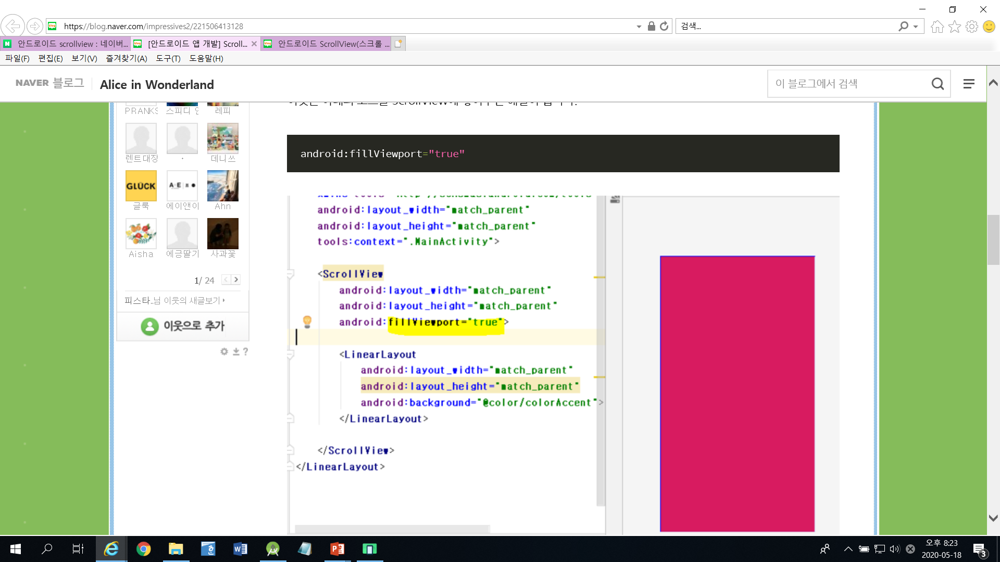 https://blog.naver.com/impressives2/221506413128
검색...
안드로이드 scrollview : 네이버...
[안드로이드 앱 개발] Scroll...
안드로이드 ScrollView(스크롤 ...
파일(F) 편집(E) 보기(V) 즐겨찾기(A) 도구(T) 도움말(H)
NAVER 블로그 Alice in Wonderland
이 블로그에서 검색
PRANKS 스피디 레피
렌트대장 . 데니쓰
GLÜCK
글룩 에이앤이 Ahn
Aisha 에긍딸기 사과꽃
1/ 24
피스타..님 이웃의 새글보기
이웃으로 추가
?
android:fillViewport="true"
android:layout_width="match_parent"
android:layout_height="match_parent"
tools:context=".MainActivity">
<ScrollView
android:layout_width="match_parent"
android:layout_height="match_parent"
android:fillViewport="true">
<LinearLayout
android:layout_width="match_parent"
android:layout_height="match_parent"
android:background="@color/colorAccent">
</LinearLayout>
</ScrollView>
</LinearLayout>
오후 8:23
2020-05-18
3